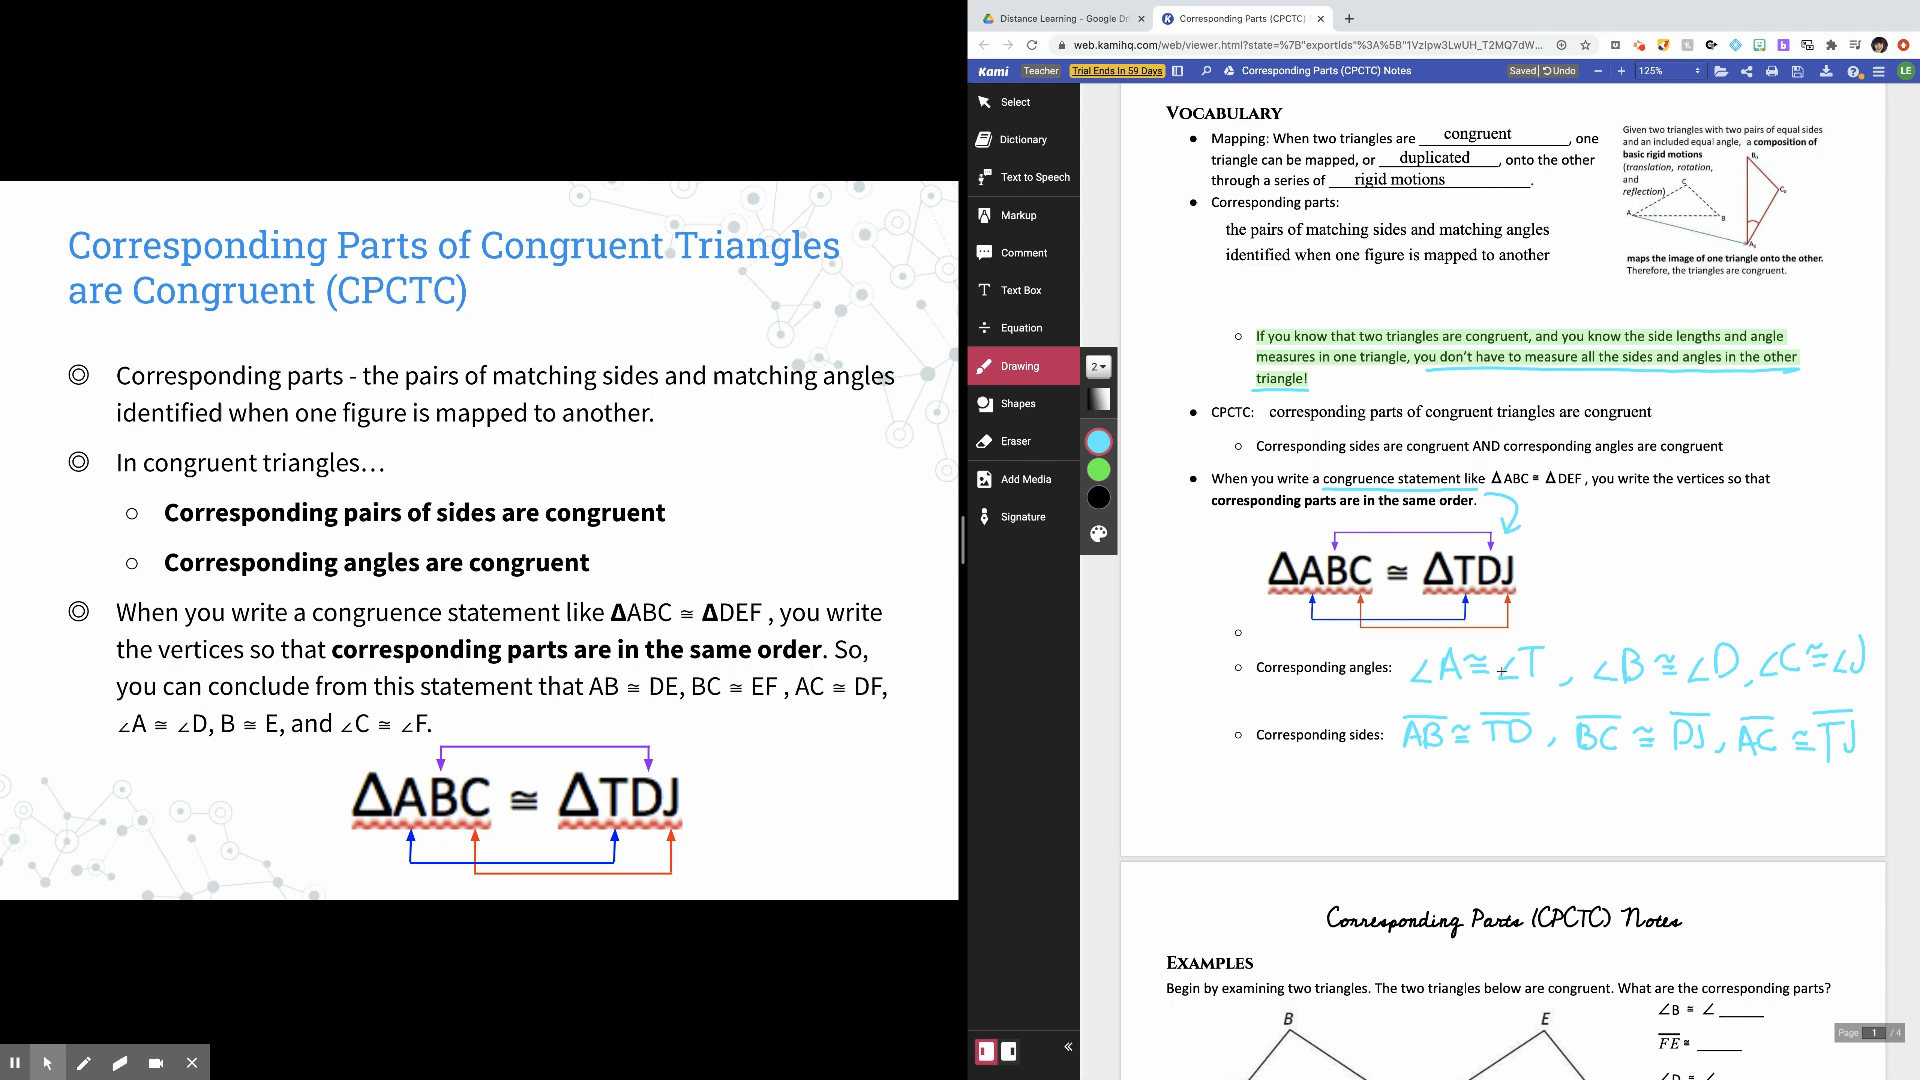 Corresponding Parts of Congruent Triangles
are Congruent (CPCTC)
Corresponding parts - the pairs of matching sides and matching angles
identified when one figure is mapped to another.
In congruent triangles…
Corresponding pairs of sides are congruent
Corresponding angles are congruent
When you write a congruence statement like ΔABC ≅ ΔDEF , you write
the vertices so that corresponding parts are in the same order. So,
you can conclude from this statement that AB ≅ DE, BC ≅ EF , AC ≅ DF,
∠A ≅ ∠D, B ≅ E, and ∠C ≅ ∠F.
ΔABC ≅ ΔTDJ
Distance Learning - Google Dri
Corresponding Parts (CPCTC)
web.kamihq.com/web/viewer.html?state=%7B"exportIds"%3A%5B"1VzIpw3LwUH_T2MQ7dW...
Kami
Teacher
Trial Ends In 59 Days
Corresponding Parts (CPCTC) Notes
Saved
Undo
125%
LE
Select
Dictionary
Text to Speech
Markup
Comment
Text Box
Equation
Drawing
Shapes
Eraser
Add Media
Signature
2
VOCABULARY
Mapping: When two triangles are congruent, one
triangle can be mapped, or duplicated, onto the other
through a series of rigid motions.
Corresponding parts:
the pairs of matching sides and matching angles
identified when one figure is mapped to another
Given two triangles with two pairs of equal sides
and an included equal angle, a composition of
basic rigid motions
(translation, rotation,
and
reflection)
maps the image of one triangle onto the other.
Therefore, the triangles are congruent.
If you know that two triangles are congruent, and you know the side lengths and angle
measures in one triangle, you don't have to measure all the sides and angles in the other
triangle!
CPCTC: corresponding parts of congruent triangles are congruent
Corresponding sides are congruent AND corresponding angles are congruent
When you write a congruence statement like ΔABC ≅ ΔDEF , you write the vertices so that
corresponding parts are in the same order.
ΔABC ≅ ΔTDJ
Corresponding angles: ∠A ≅ ∠T , ∠B ≅ ∠D, ∠C ≅ ∠J
Corresponding sides: AB ≅ TD , BC ≅ DJ, AC ≅ TJ
Corresponding Parts (CPCTC) Notes
EXAMPLES
Begin by examining two triangles. The two triangles below are congruent. What are the corresponding parts?
B
E
∠B ≅ ∠ ______
FE ≅ ______
Page 1 / 4